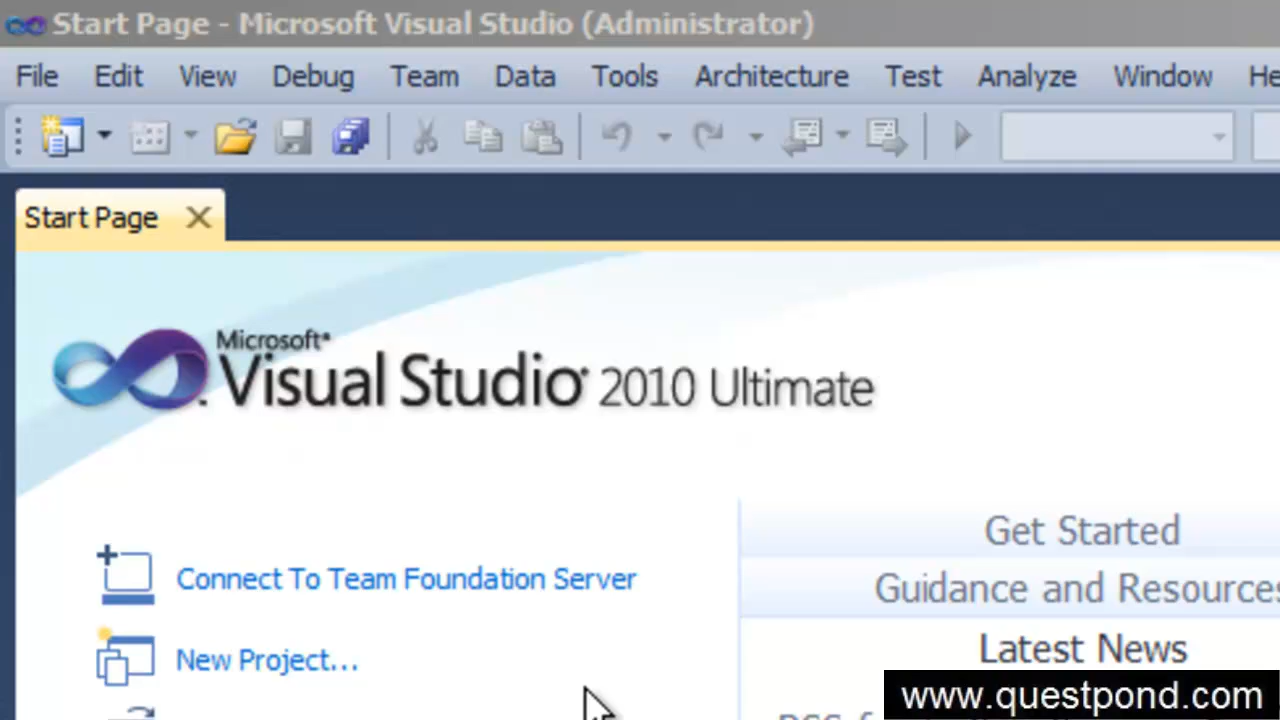 Start Page - Microsoft Visual Studio (Administrator)
File Edit View Debug Team Data Tools Architecture Test Analyze Window
Start Page
Microsoft®
Visual Studio® 2010 Ultimate
Get Started
Connect To Team Foundation Server
Guidance and Resources
Latest News
New Project...
www.questpond.com